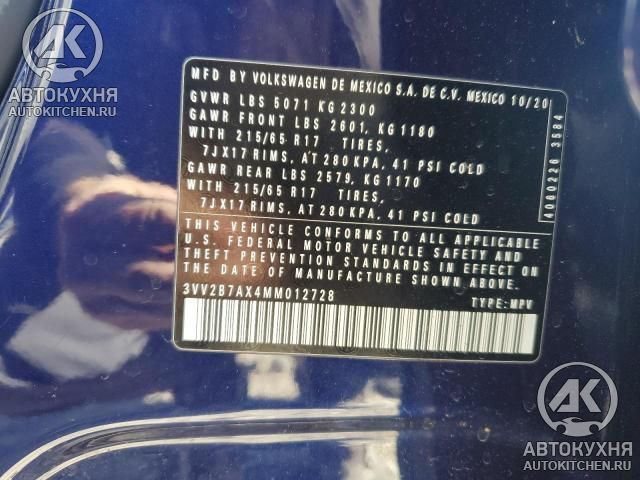 AK
АВТОКУХНЯ
AUTOKITCHEN.RU
MFD BY VOLKSWAGEN DE MEXICO S.A. DE C.V. MEXICO 10/20
GVWR LBS 5071 KG 2300
GAWR FRONT LBS 2601, KG 1180
WITH 215/65 R17 TIRES,
7JX17 RIMS, AT 280 KPA, 41 PSI COLD
GAWR REAR LBS 2579, KG 1170
WITH 215/65 R17 TIRES,
7JX17 RIMS, AT 280 KPA, 41 PSI COLD
THIS VEHICLE CONFORMS TO ALL APPLICABLE
U.S. FEDERAL MOTOR VEHICLE SAFETY AND
THEFT PREVENTION STANDARDS IN EFFECT ON
THE DATE OF MANUFACTURE SHOWN ABOVE.
3VV2B7AX4MM012728
TYPE: MPV
4060226 3584
AK
АВТОКУХНЯ
AUTOKITCHEN.RU